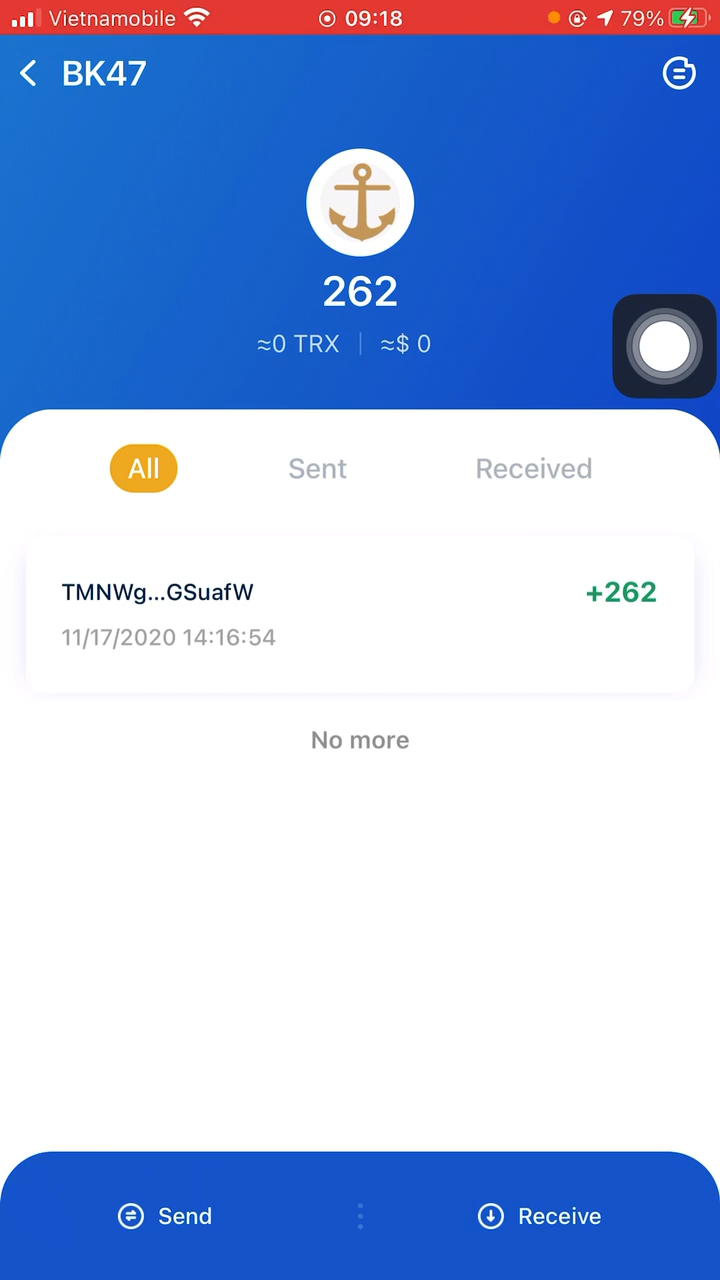 Vietnamobile 09:18 79%
BK47
262
≈0 TRX | ≈$ 0
All Sent Received
TMNWg...GSuafW +262
11/17/2020 14:16:54
No more
Send Receive